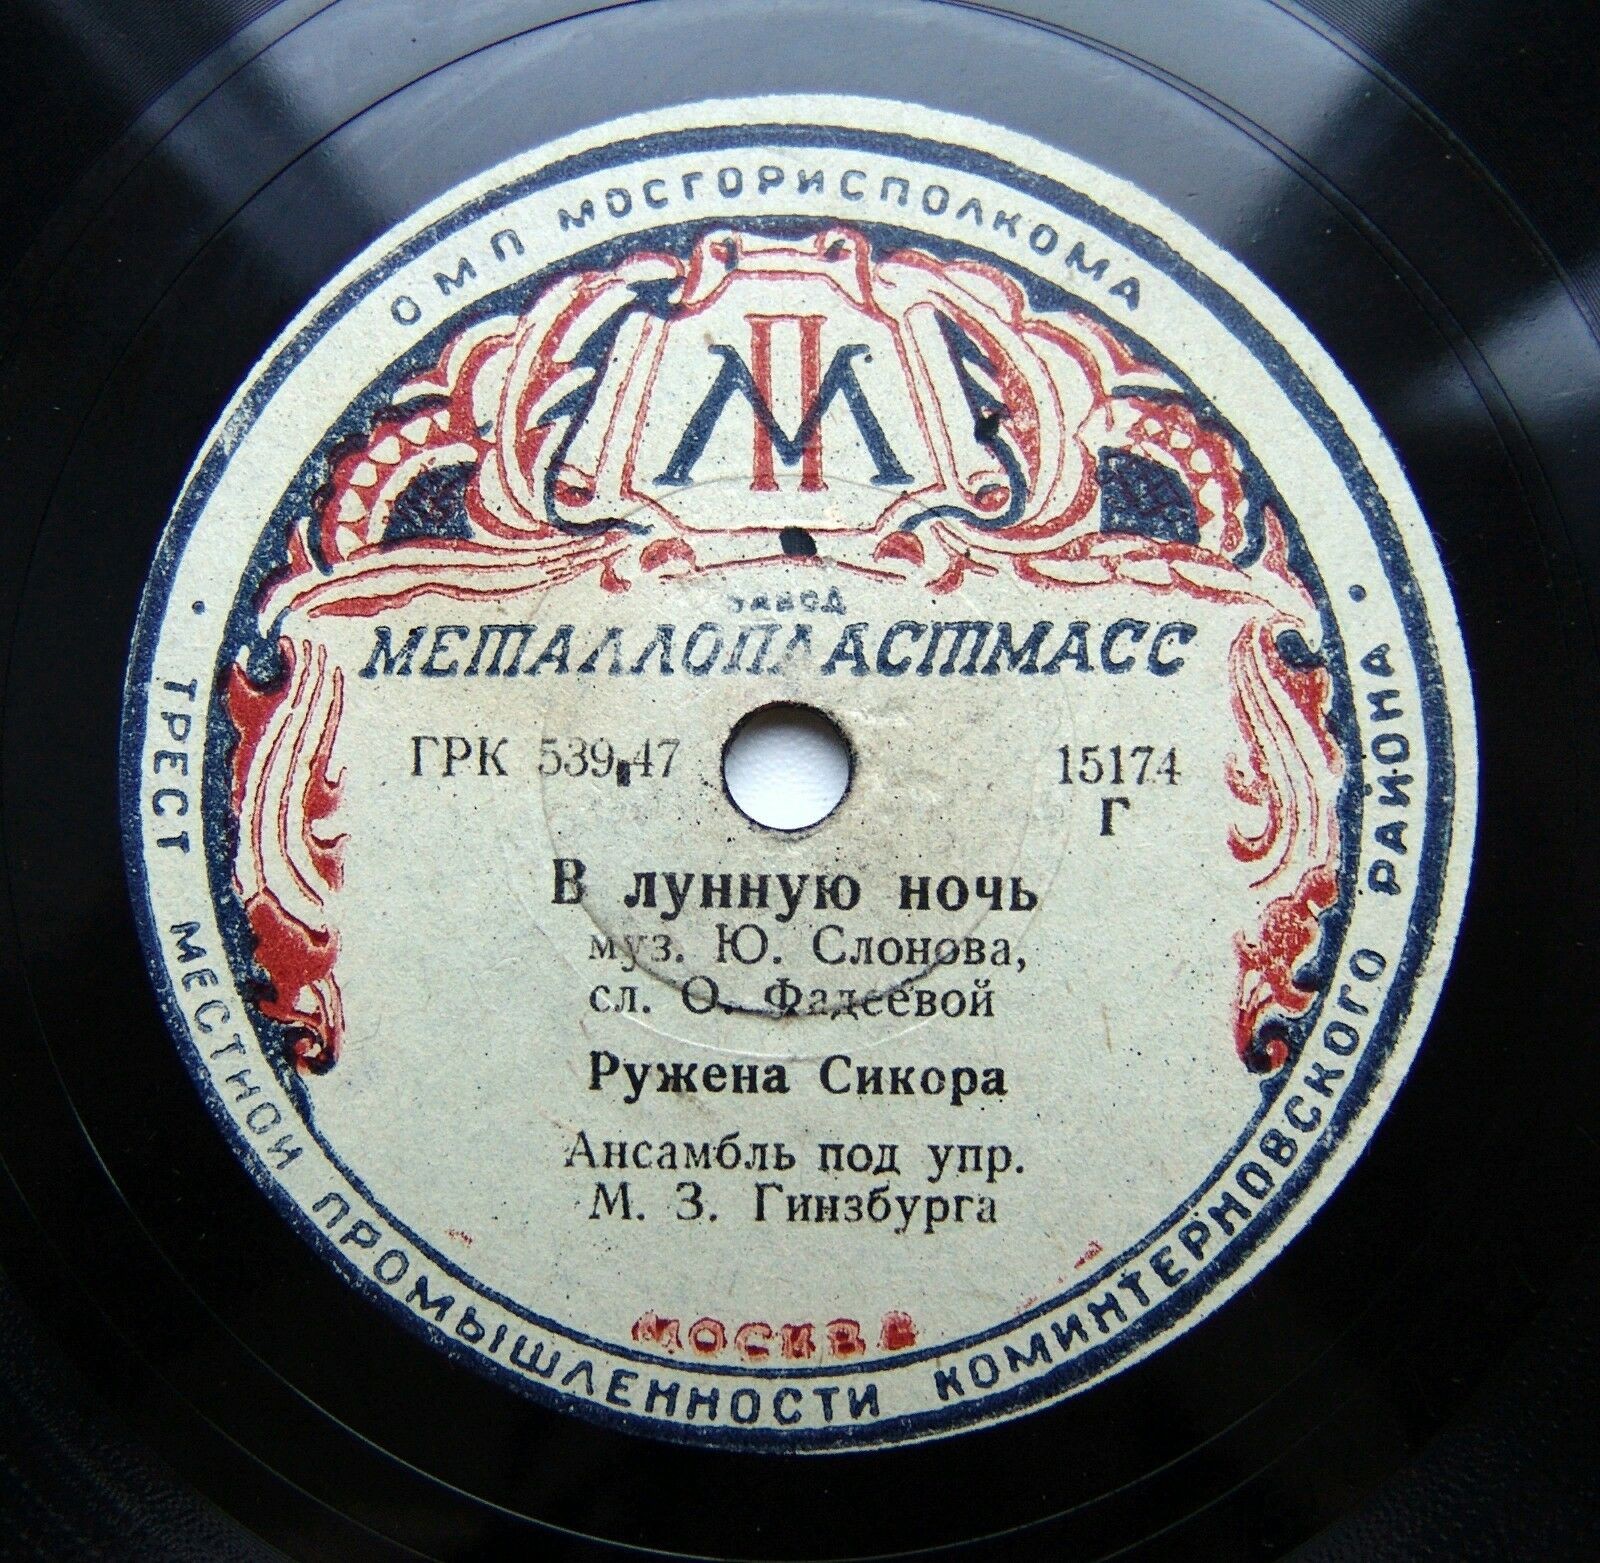 ОМП МОСГОРИСПОЛКОМА
МП
ЗАВОД
МЕТАЛЛОПЛАСТМАСС
ГРК 539.47
15174
Г
В лунную ночь
муз. Ю. Слонова,
сл. О. Фадеевой
Ружена Сикора
Ансамбль под упр.
М. З. Гинзбурга
МОСКВА
• ТРЕСТ МЕСТНОЙ ПРОМЫШЛЕННОСТИ КОМИНТЕРНОВСКОГО РАЙОНА •